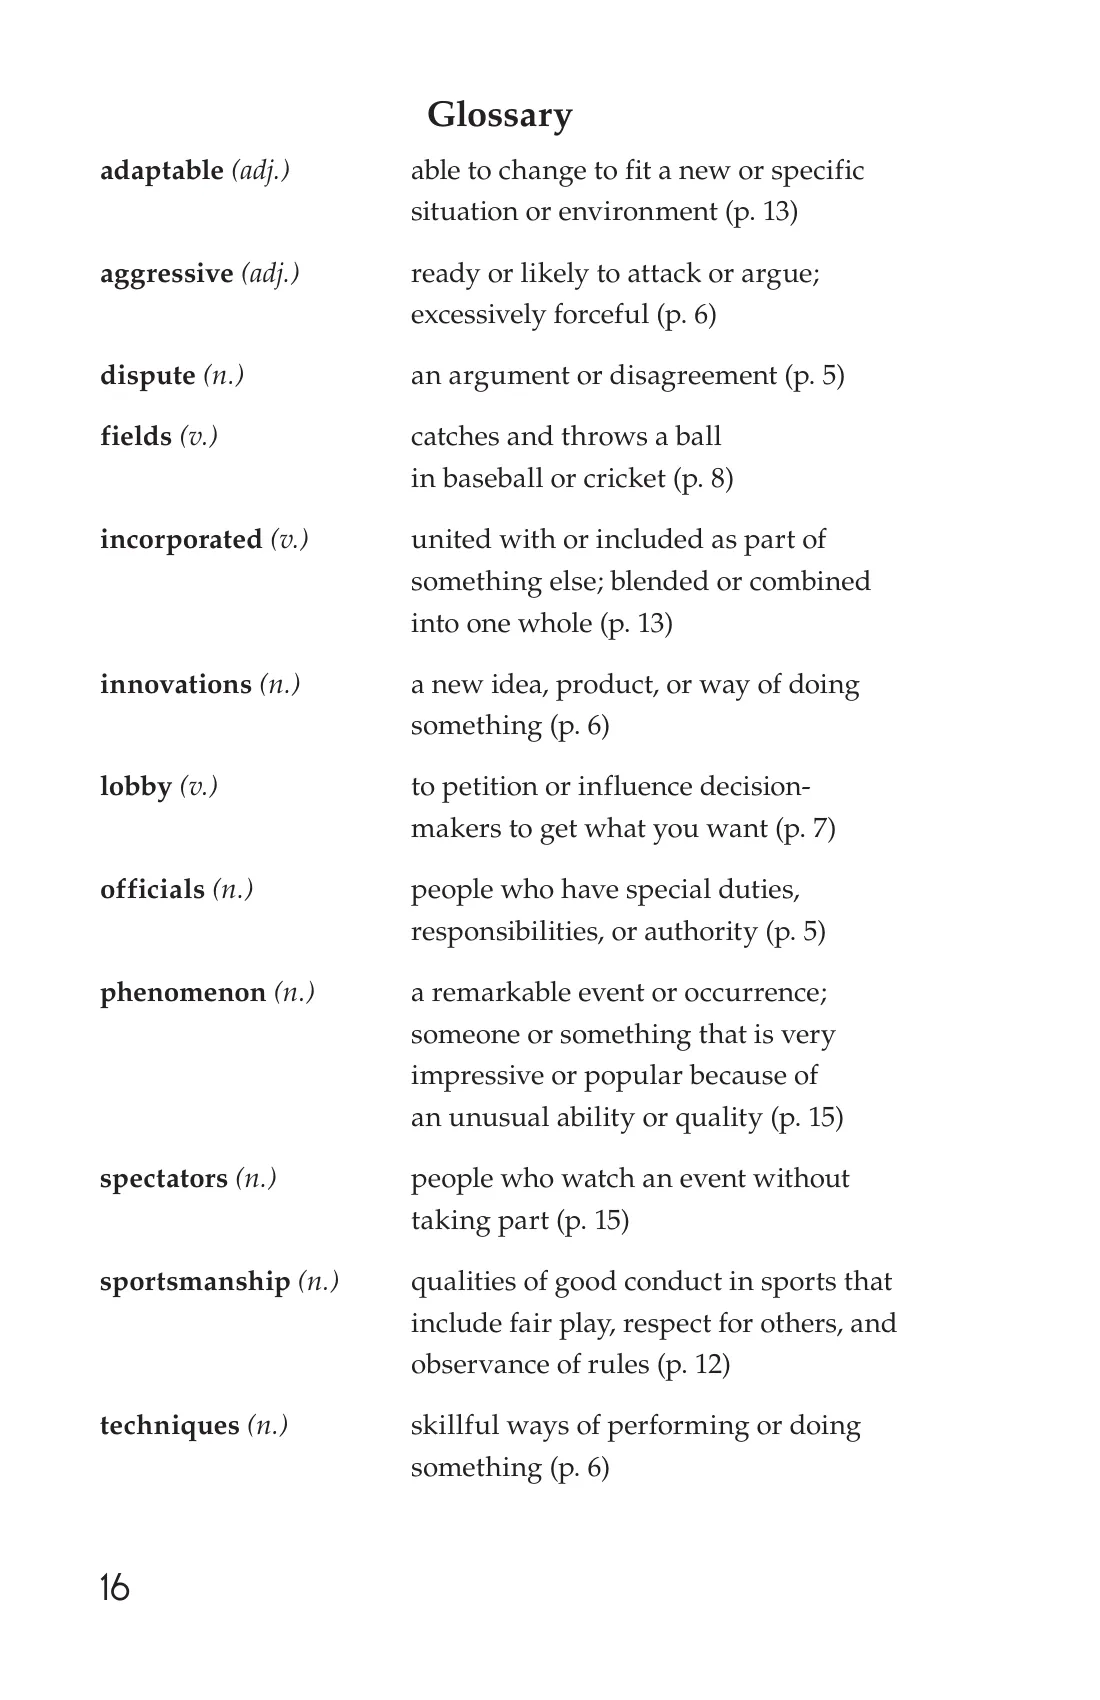 Glossary
adaptable (adj.) able to change to fit a new or specific
situation or environment (p. 13)
aggressive (adj.) ready or likely to attack or argue;
excessively forceful (p. 6)
dispute (n.) an argument or disagreement (p. 5)
fields (v.) catches and throws a ball
in baseball or cricket (p. 8)
incorporated (v.) united with or included as part of
something else; blended or combined
into one whole (p. 13)
innovations (n.) a new idea, product, or way of doing
something (p. 6)
lobby (v.) to petition or influence decision-
makers to get what you want (p. 7)
officials (n.) people who have special duties,
responsibilities, or authority (p. 5)
phenomenon (n.) a remarkable event or occurrence;
someone or something that is very
impressive or popular because of
an unusual ability or quality (p. 15)
spectators (n.) people who watch an event without
taking part (p. 15)
sportsmanship (n.) qualities of good conduct in sports that
include fair play, respect for others, and
observance of rules (p. 12)
techniques (n.) skillful ways of performing or doing
something (p. 6)
16